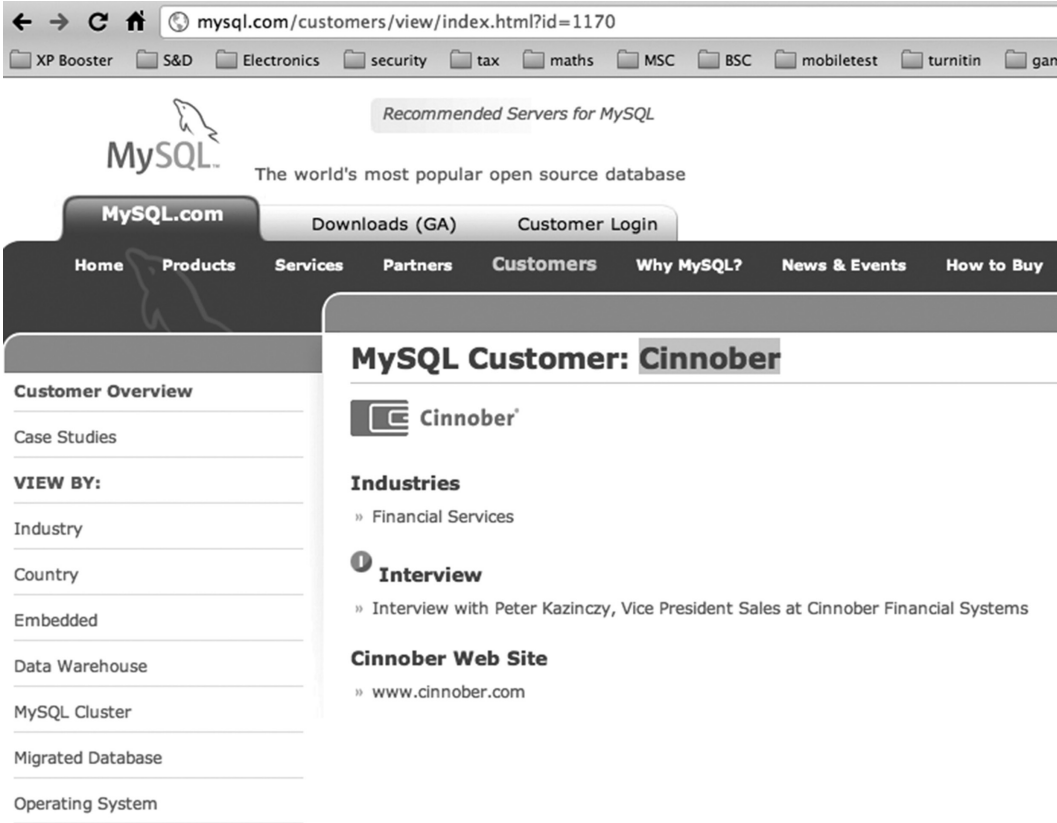 mysql.com/customers/view/index.html?id=1170
XP Booster S&D Electronics security tax maths MSC BSC mobiletest turnitin gan
Recommended Servers for MySQL
MySQL™
The world's most popular open source database
MySQL.com Downloads (GA) Customer Login
Home Products Services Partners Customers Why MySQL? News & Events How to Buy
MySQL Customer: Cinnober
Customer Overview
Case Studies
VIEW BY:
Industry
Country
Embedded
Data Warehouse
MySQL Cluster
Migrated Database
Operating System
Cinnober®
Industries
» Financial Services
Interview
» Interview with Peter Kazinczy, Vice President Sales at Cinnober Financial Systems
Cinnober Web Site
» www.cinnober.com